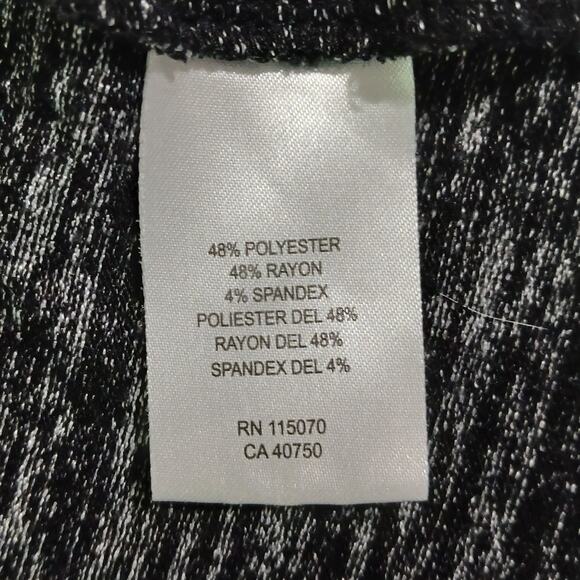 48% POLYESTER
48% RAYON
4% SPANDEX
POLIESTER DEL 48%
RAYON DEL 48%
SPANDEX DEL 4%
RN 115070
CA 40750